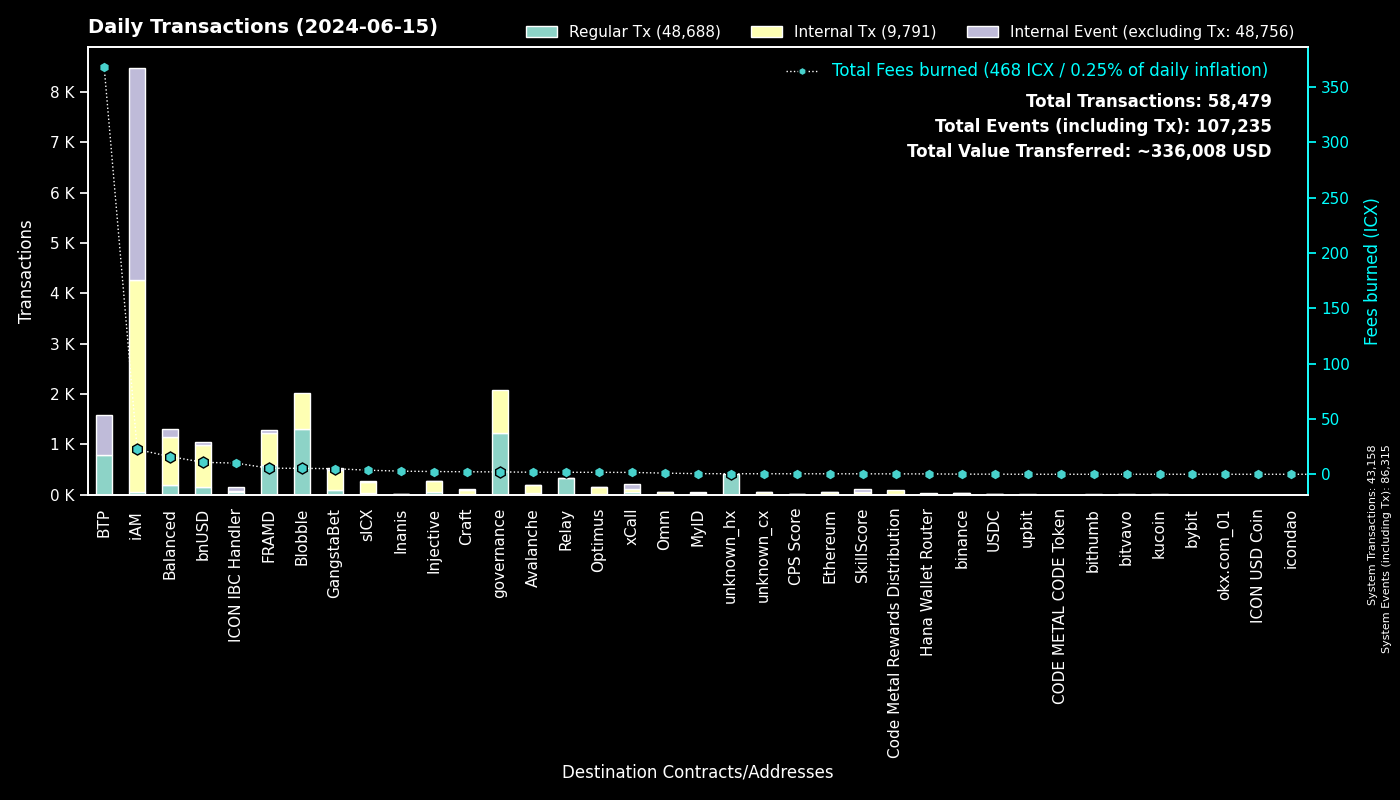 Daily Transactions (2024-06-15)
Regular Tx (48,688)
Internal Tx (9,791)
Internal Event (excluding Tx: 48,756)
Total Fees burned (468 ICX / 0.25% of daily inflation)
Total Transactions: 58,479
Total Events (including Tx): 107,235
Total Value Transferred: ~336,008 USD
Transactions
8 K
7 K
6 K
5 K
4 K
3 K
2 K
1 K
0 K
350
300
250
200
150
100
50
0
Fees burned (ICX)
BTP
iAM
Balanced
bnUSD
ICON IBC Hander
FRAMD
Blobble
GangstaBet
sICX
Inanis
Injective
Craft
governance
Avalanche
Relay
Optimus
xCall
Omm
MyID
unknown_hx
unknown_cx
CPS Score
Ethereum
SkillScore
Code Metal Rewards Distribution
Hana Wallet Router
binance
USDC
upbit
CODE METAL CODE Token
bithumb
bitvavo
kucoin
bybit
okx.com_01
ICON USD Coin
icondao
Destination Contracts/Addresses
System Transactions: 43,158
System Events (including Tx): 86,315